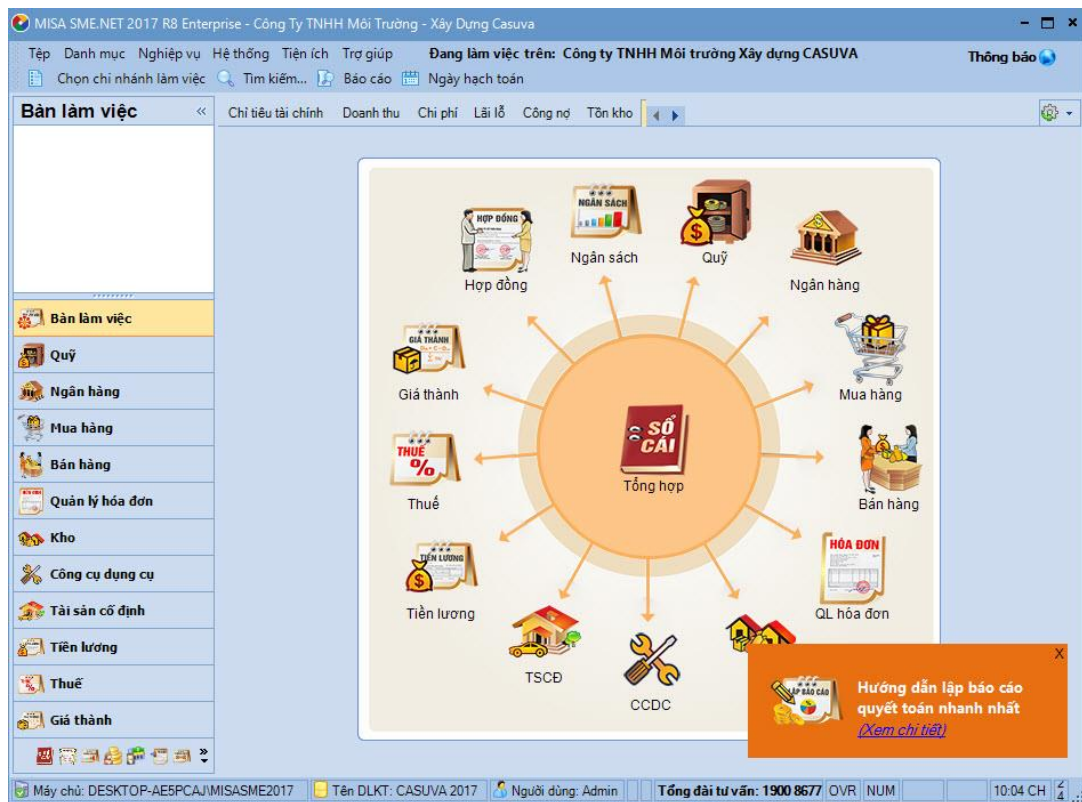 MISA SME.NET 2017 R8 Enterprise - Công Ty TNHH Môi Trường - Xây Dựng Casuva
Tệp Danh mục Nghiệp vụ Hệ thống Tiện ích Trợ giúp Đang làm việc trên: Công ty TNHH Môi trường Xây dựng CASUVA
Thông báo
Chọn chi nhánh làm việc Tìm kiếm... Báo cáo Ngày hạch toán
Bàn làm việc «
Chỉ tiêu tài chính Doanh thu Chi phí Lãi lỗ Công nợ Tồn kho
Bàn làm việc
Quỹ
Ngân hàng
Mua hàng
Bán hàng
Quản lý hóa đơn
Kho
Công cụ dụng cụ
Tài sản cố định
Tiền lương
Thuế
Giá thành
NGÂN SÁCH
Ngân sách
Quỹ
HỢP ĐỒNG
Hợp đồng
Ngân hàng
GIÁ THÀNH
Giá thành
Mua hàng
SỔ
CÁI
Tổng hợp
THUẾ
%
Thuế
Bán hàng
HÓA ĐƠN
QL hóa đơn
TIỀN LƯƠNG
Tiền lương
TSCĐ
CCDC
X
LẬP BÁO CÁO
Hướng dẫn lập báo cáo
quyết toán nhanh nhất
(Xem chi tiết)
Máy chủ: DESKTOP-AE5PCAJ\MISASME2017 Tên DLKT: CASUVA 2017 Người dùng: Admin Tổng đài tư vấn: 1900 8677 OVR NUM 10:04 CH